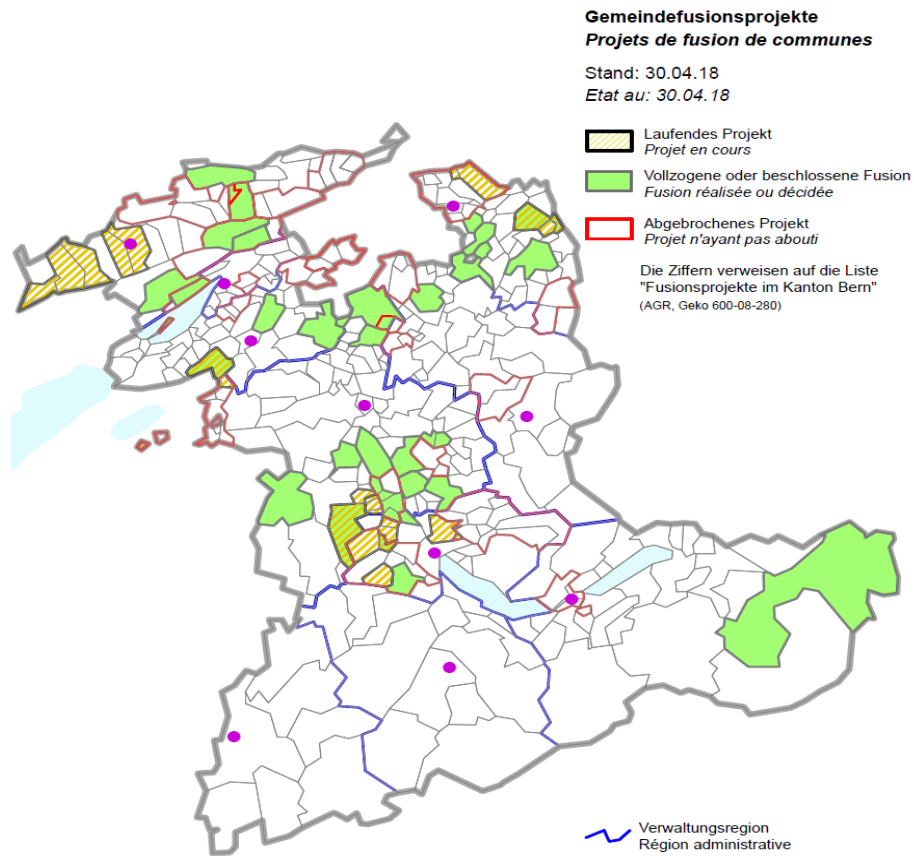 Gemeindefusionsprojekte
Projets de fusion de communes
Stand: 30.04.18
Etat au: 30.04.18
Laufendes Projekt
Projet en cours
Vollzogene oder beschlossene Fusion
Fusion réalisée ou décidée
Abgebrochenes Projekt
Projet n'ayant pas abouti
Die Ziffern verweisen auf die Liste
"Fusionsprojekte im Kanton Bern"
(AGR, Geko 600-08-280)
Verwaltungsregion
Région administrative